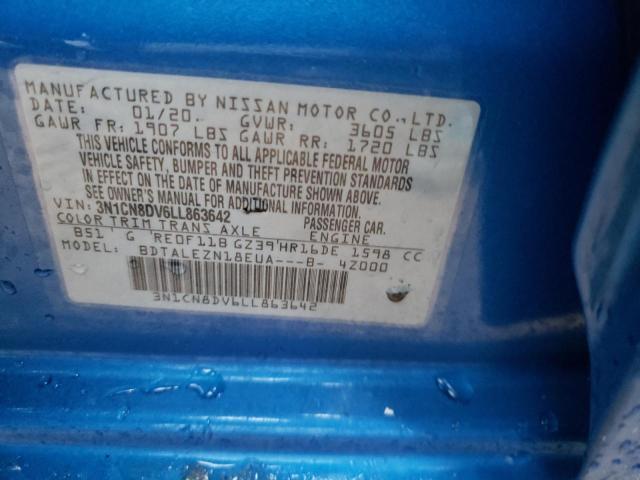 MANUFACTURED BY NISSAN MOTOR CO., LTD.
DATE: 01/20 GVWR: 3605 LBS
GAWR FR: 1907 LBS GAWR RR: 1720 LBS
THIS VEHICLE CONFORMS TO ALL APPLICABLE FEDERAL MOTOR
VEHICLE SAFETY, BUMPER AND THEFT PREVENTION STANDARDS
IN EFFECT ON THE DATE OF MANUFACTURE SHOWN ABOVE.
SEE OWNER'S MANUAL FOR ADDITIONAL INFORMATION.
VIN: 3N1CN8DV6LL863642 PASSENGER CAR.
COLOR TRIM TRANS AXLE ENGINE
B51 G RE0F11B GZ39 HR16DE 1598 CC
MODEL: BDTALEZN18EUA---B- 4Z000
3N1CN8DV6LL863642